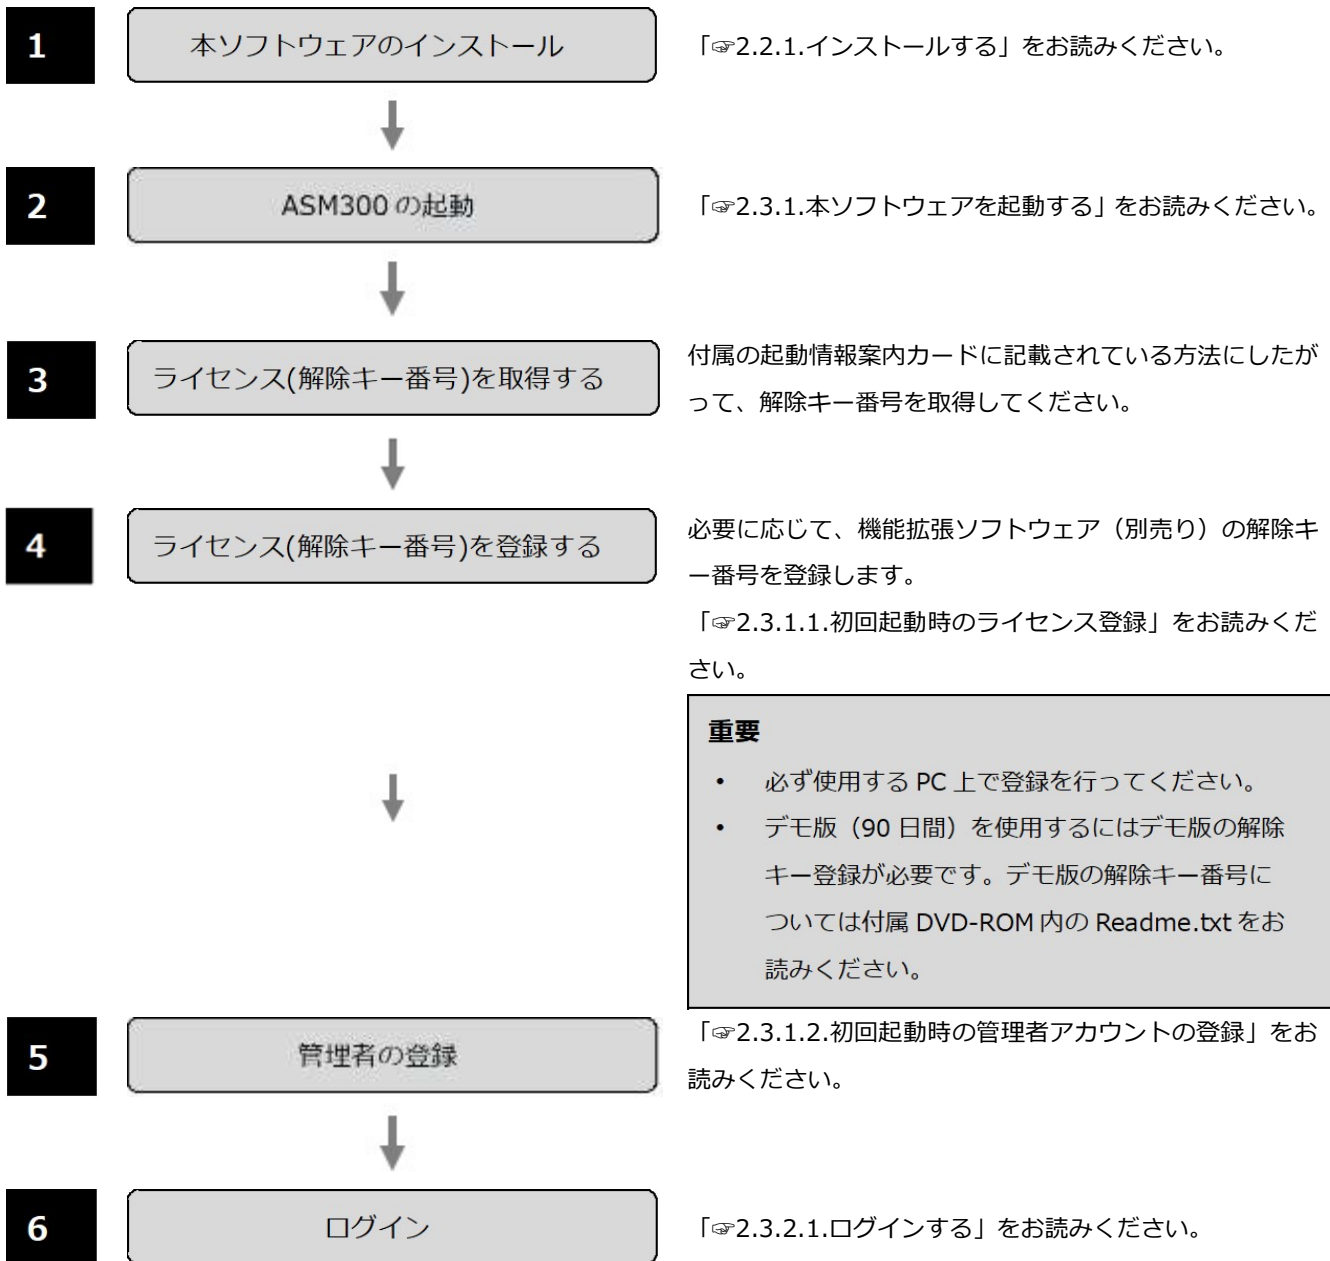 1
本ソフトウェアのインストール
「☞2.2.1.インストールする」をお読みください。
2
ASM300 の起動
「☞2.3.1.本ソフトウェアを起動する」をお読みください。
3
ライセンス(解除キー番号)を取得する
付属の起動情報案内カードに記載されている方法にしたが
って、解除キー番号を取得してください。
4
ライセンス(解除キー番号)を登録する
必要に応じて、機能拡張ソフトウェア（別売り）の解除キ
ー番号を登録します。
「☞2.3.1.1.初回起動時のライセンス登録」をお読みくだ
さい。
重要
• 必ず使用する PC 上で登録を行ってください。
• デモ版（90 日間）を使用するにはデモ版の解除
キー登録が必要です。デモ版の解除キー番号に
ついては付属 DVD-ROM 内の Readme.txt をお
読みください。
5
管理者の登録
「☞2.3.1.2.初回起動時の管理者アカウントの登録」をお
読みください。
6
ログイン
「☞2.3.2.1.ログインする」をお読みください。